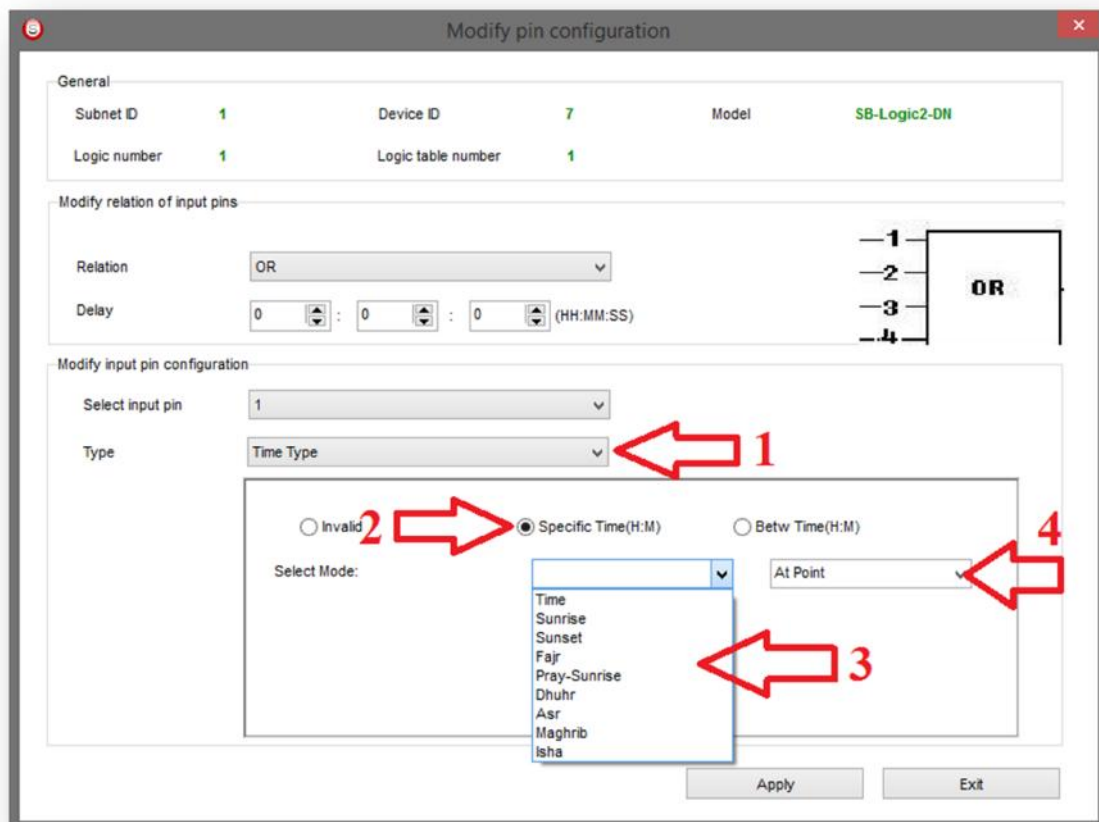 Modify pin configuration
General
Subnet ID 1 Device ID 7 Model SB-Logic2-DN
Logic number 1 Logic table number 1
Modify relation of input pins
Relation OR
Delay 0 : 0 : 0 (HH:MM:SS)
1
2
3
4
OR
Modify input pin configuration
Select input pin 1
Type Time Type 1
Invalid 2 Specific Time(H:M) Betw Time(H:M) 4
Select Mode: At Point
Time
Sunrise
Sunset
Fajr
Pray-Sunrise 3
Dhuhr
Asr
Maghrib
Isha
Apply Exit